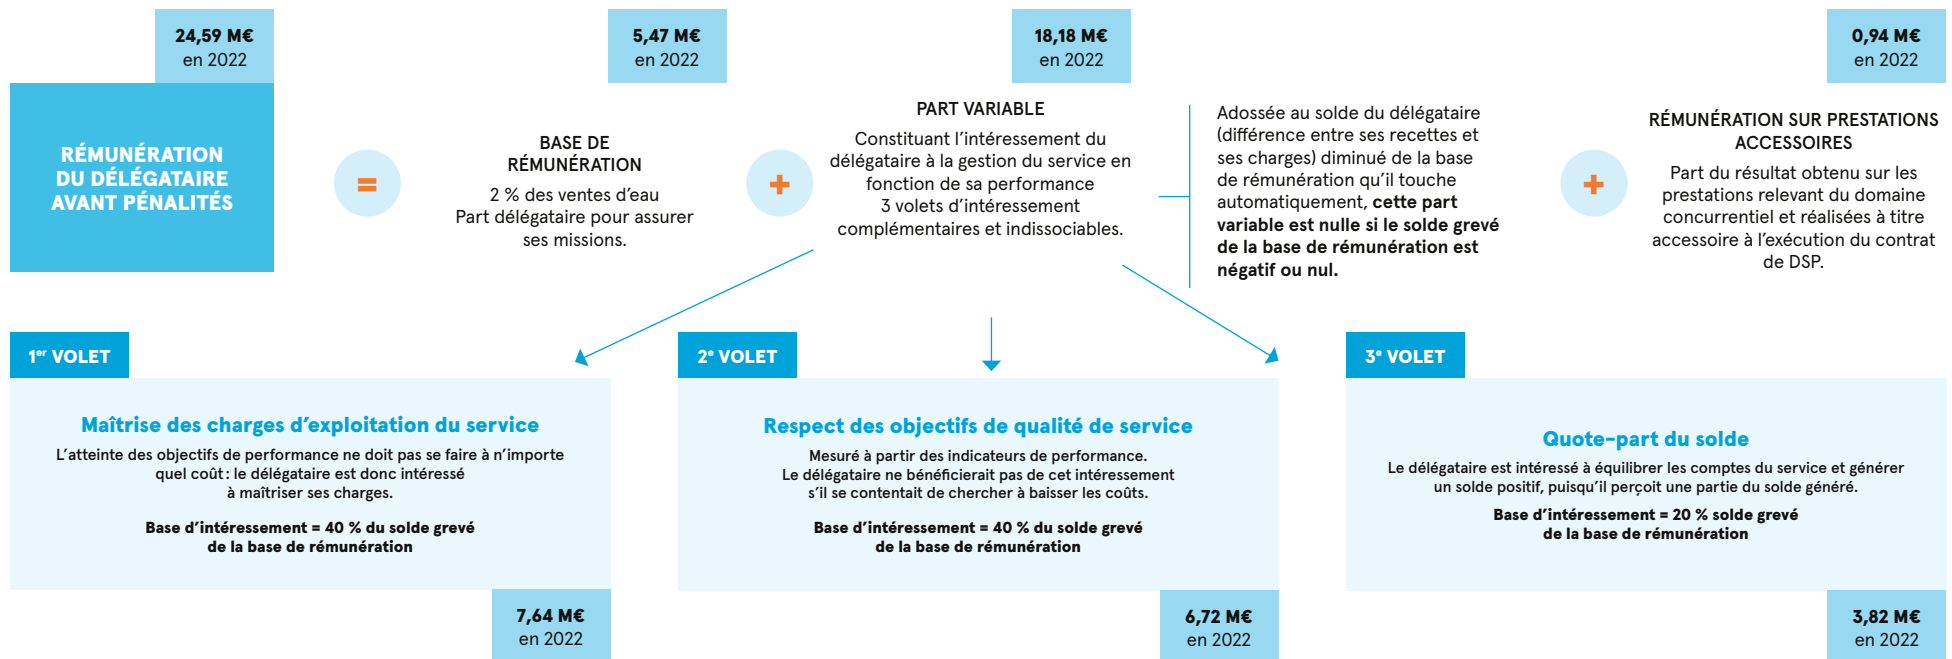 24,59 M€
en 2022
RÉMUNÉRATION
DU DÉLÉGATAIRE
AVANT PÉNALITÉS
=
5,47 M€
en 2022
BASE DE
RÉMUNÉRATION
2 % des ventes d'eau
Part délégataire pour assurer
ses missions.
+
18,18 M€
en 2022
PART VARIABLE
Constituant l'intéressement du
délégataire à la gestion du service en
fonction de sa performance
3 volets d'intéressement
complémentaires et indissociables.
Adossée au solde du délégataire
(différence entre ses recettes et
ses charges) diminué de la base
de rémunération qu'il touche
automatiquement, cette part
variable est nulle si le solde grevé
de la base de rémunération est
négatif ou nul.
+
0,94 M€
en 2022
RÉMUNÉRATION SUR PRESTATIONS
ACCESSOIRES
Part du résultat obtenu sur les
prestations relevant du domaine
concurrentiel et réalisées à titre
accessoire à l'exécution du contrat
de DSP.
1er VOLET
Maîtrise des charges d'exploitation du service
L'atteinte des objectifs de performance ne doit pas se faire à n'importe
quel coût : le délégataire est donc intéressé
à maîtriser ses charges.
Base d'intéressement = 40 % du solde grevé
de la base de rémunération
7,64 M€
en 2022
2e VOLET
Respect des objectifs de qualité de service
Mesuré à partir des indicateurs de performance.
Le délégataire ne bénéficierait pas de cet intéressement
s'il se contentait de chercher à baisser les coûts.
Base d'intéressement = 40 % du solde grevé
de la base de rémunération
6,72 M€
en 2022
3e VOLET
Quote-part du solde
Le délégataire est intéressé à équilibrer les comptes du service et générer
un solde positif, puisqu'il perçoit une partie du solde généré.
Base d'intéressement = 20 % solde grevé
de la base de rémunération
3,82 M€
en 2022